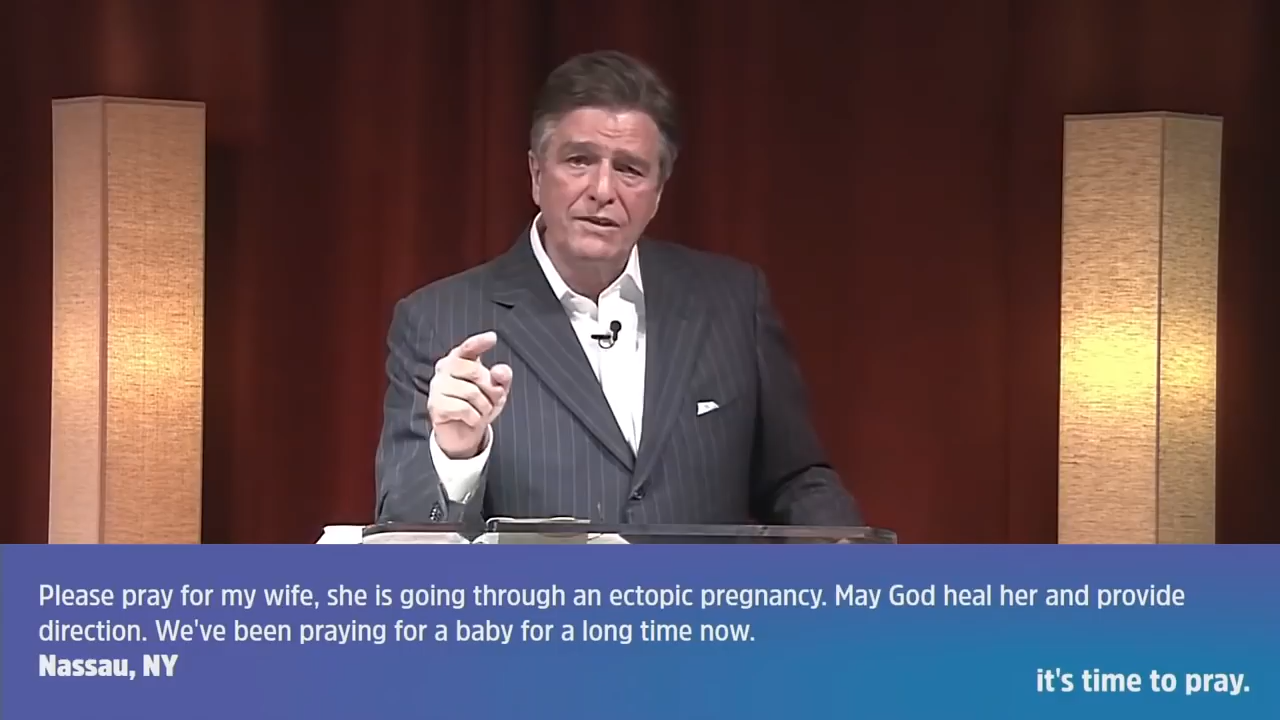 Please pray for my wife, she is going through an ectopic pregnancy. May God heal her and provide
direction. We've been praying for a baby for a long time now.
Nassau, NY
it's time to pray.